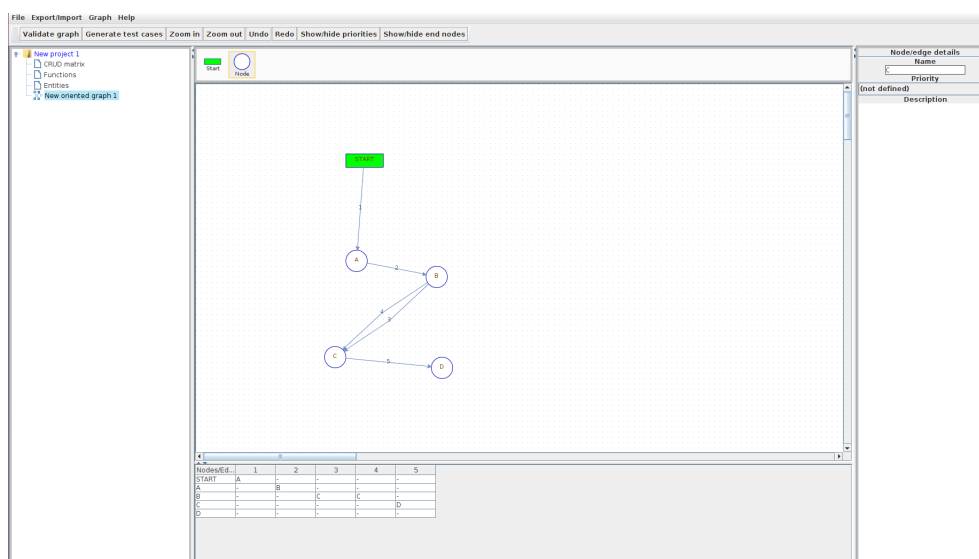 File Export/Import Graph Help
Validate graph Generate test cases Zoom in Zoom out Undo Redo Show/hide priorities Show/hide end nodes
New project 1
CRUD matrix
Functions
Entities
New oriented graph 1
Start
Node
START
1
A
2
B
4
3
C
5
D
Nodes/Ed... 1 2 3 4 5
START A - - - -
A - B - - -
B - - C C -
C - - - - D
D - - - - -
Node/edge details
Name
C
Priority
(not defined)
Description